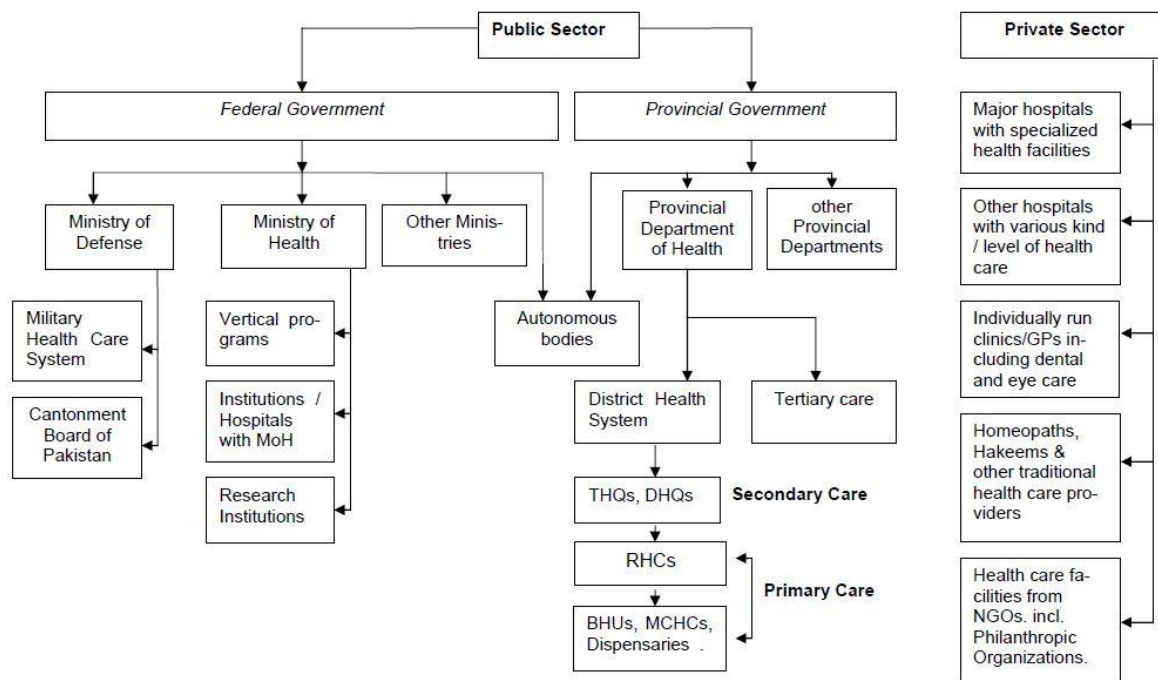 Public Sector
Private Sector
Federal Government
Provincial Government
Ministry of
Defense
Ministry of
Health
Other Minis-
tries
Provincial
Department
of Health
other
Provincial
Departments
Military
Health Care
System
Cantonment
Board of
Pakistan
Vertical pro-
grams
Institutions /
Hospitals
with MoH
Research
Institutions
Autonomous
bodies
District Health
System
Tertiary care
THQs, DHQs
Secondary Care
RHCs
Primary Care
BHUs, MCHCs,
Dispensaries .
Major hospitals
with specialized
health facilities
Other hospitals
with various kind
/ level of health
care
Individually run
clinics/GPs in-
cluding dental
and eye care
Homeopaths,
Hakeems &
other traditional
health care pro-
viders
Health care fa-
cilities from
NGOs. incl.
Philanthropic
Organizations.